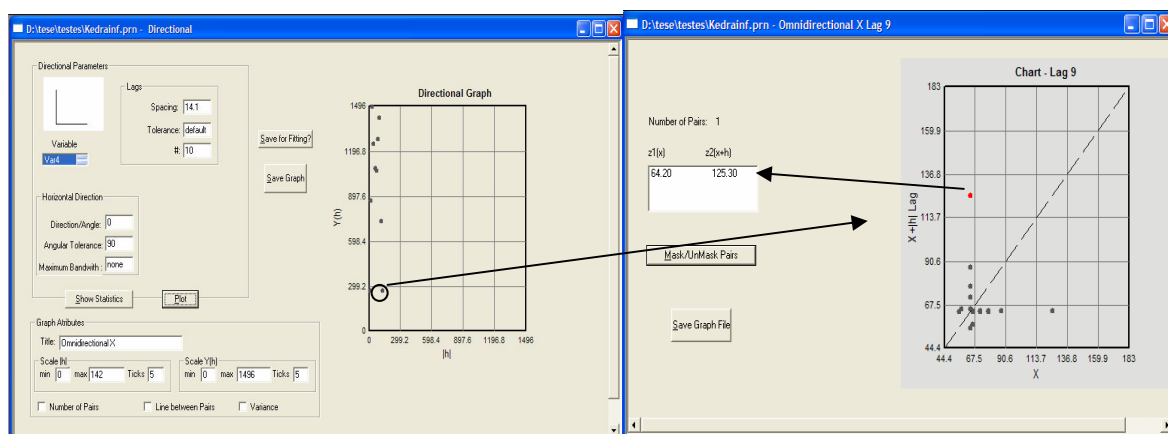 D:\tese\testes\Kedrainf.prn - Directional
Directional Parameters
Variable
Var4
Lags
Spacing: 14.1
Tolerance: default
#: 10
Horizontal Direction
Direction/Angle: 0
Angular Tolerance: 90
Maximum Bandwith : none
Show Statistics
Plot
Save for Fitting?
Save Graph
Graph Atributes
Title: Omnidirectional X
Scale |h|
min 0 max 142 Ticks 5
Scale Y(h)
min 0 max 1496 Ticks 5
Number of Pairs
Line between Pairs
Variance
Directional Graph
1496
1196.8
897.6
598.4
299.2
0
Y(h)
0 299.2 598.4 897.6 1196.8 1496
|h|
D:\tese\testes\Kedrainf.prn - Omnidirectional X Lag 9
Number of Pairs: 1
z1(x) z2(x+h)
64.20 125.30
Mask/UnMask Pairs
Save Graph File
Chart - Lag 9
183
159.9
136.8
113.7
90.6
67.5
44.4
X +|h| Lag
44.4 67.5 90.6 113.7 136.8 159.9 183
X